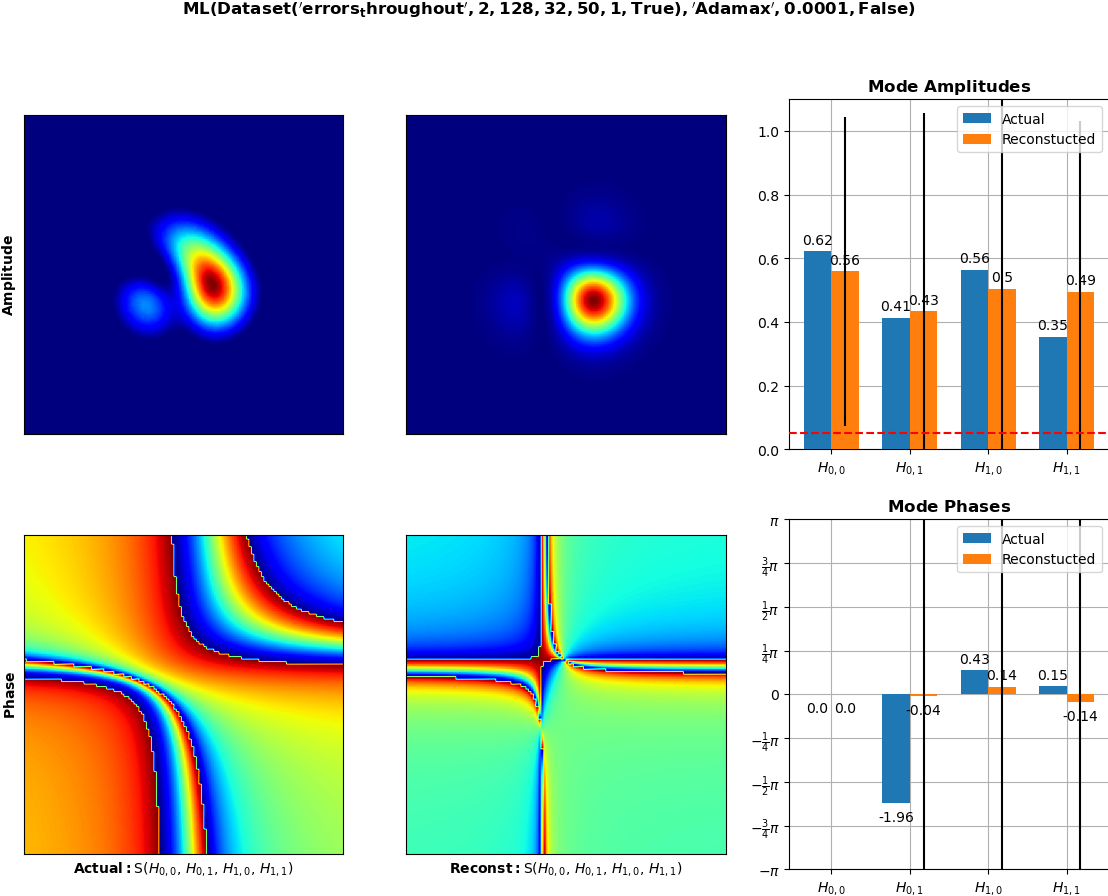 ML(Dataset('errors_throughout', 2, 128, 32, 50, 1, True), 'Adamax', 0.0001, False)
Mode Amplitudes
Amplitude
1.0
0.8
0.6
0.4
0.2
0.0
Actual
Reconstucted
0.62
0.56
0.41
0.43
0.56
0.5
0.35
0.49
H0,0
H0,1
H1,0
H1,1
Mode Phases
Phase
π
3/4π
1/2π
1/4π
0
−1/4π
−1/2π
−3/4π
−π
Actual
Reconstucted
0.0
0.0
-1.96
-0.04
0.43
0.14
0.15
-0.14
H0,0
H0,1
H1,0
H1,1
Actual: S(H0,0, H0,1, H1,0, H1,1)
Reconst: S(H0,0, H0,1, H1,0, H1,1)